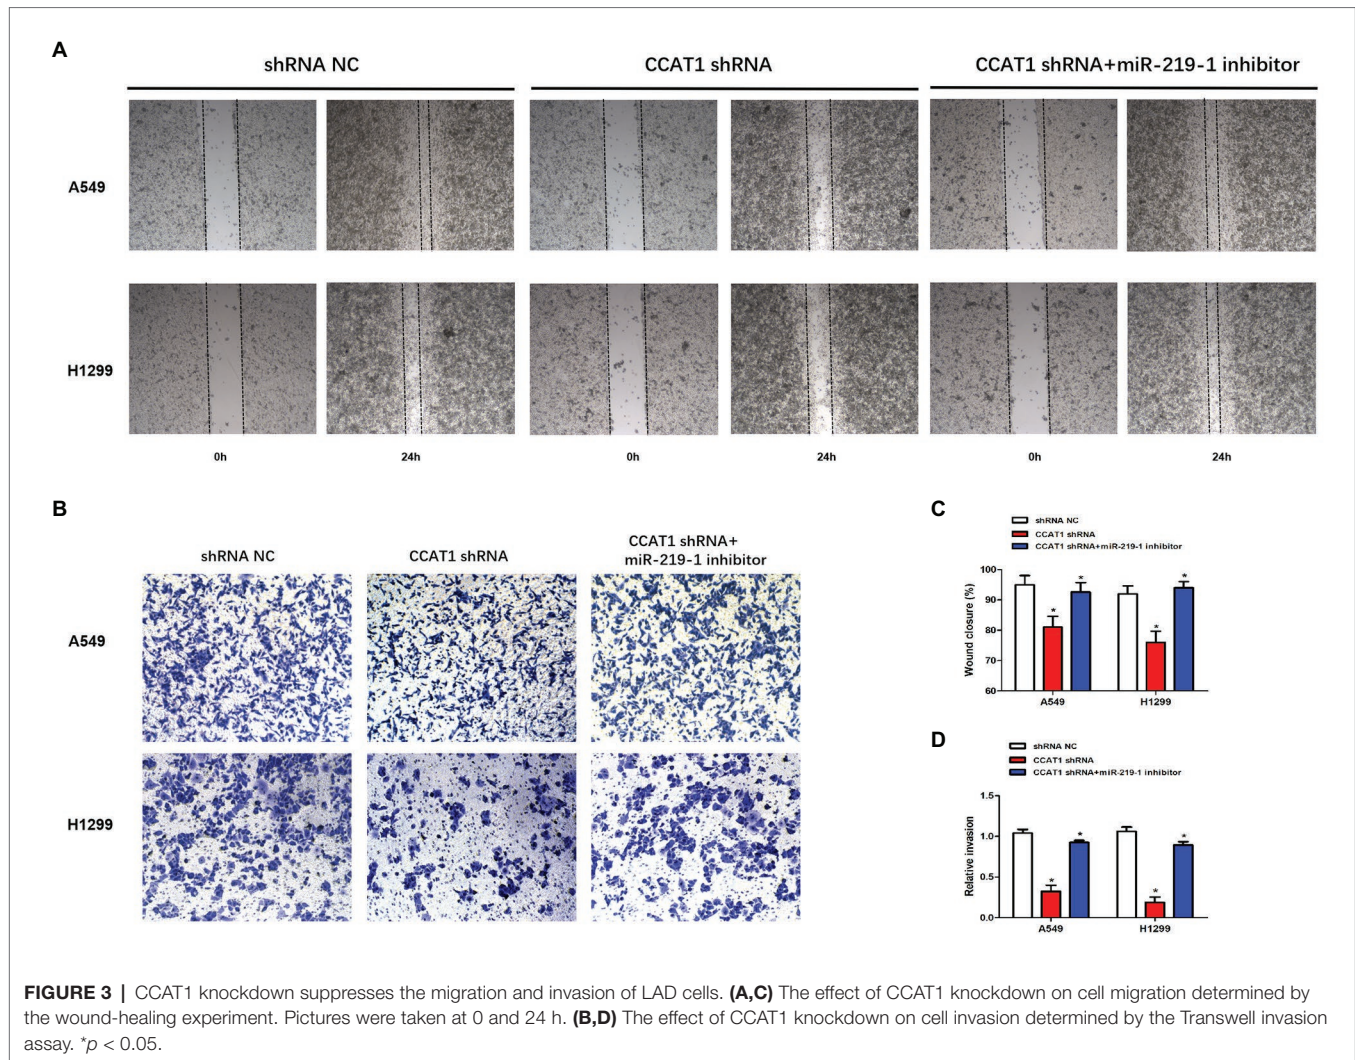 A
shRNA NC
CCAT1 shRNA
CCAT1 shRNA+miR-219-1 inhibitor
A549
H1299
0h
24h
0h
24h
0h
24h
B
shRNA NC
CCAT1 shRNA
CCAT1 shRNA+
miR-219-1 inhibitor
A549
H1299
C
shRNA NC
CCAT1 shRNA
CCAT1 shRNA+miR-219-1 inhibitor
Wound closure (%)
100
90
80
70
60
*
*
*
*
A549
H1299
D
shRNA NC
CCAT1 shRNA
CCAT1 shRNA+miR-219-1 inhibitor
Relative invasion
1.5
1.0
0.5
0.0
*
*
*
*
A549
H1299
FIGURE 3 | CCAT1 knockdown suppresses the migration and invasion of LAD cells. (A,C) The effect of CCAT1 knockdown on cell migration determined by
the wound-healing experiment. Pictures were taken at 0 and 24 h. (B,D) The effect of CCAT1 knockdown on cell invasion determined by the Transwell invasion
assay. *p < 0.05.